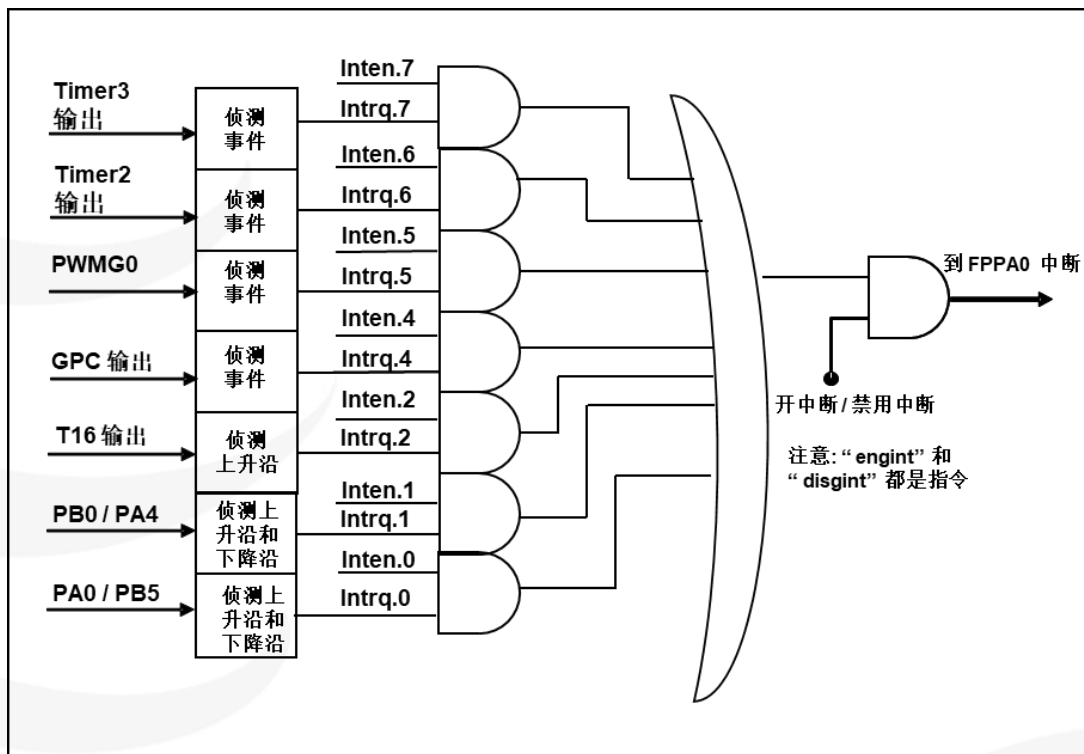 Timer3
输出
Timer2
输出
PWMG0
GPC 输出
T16 输出
PB0 / PA4
PA0 / PB5
侦测
事件
侦测
事件
侦测
事件
侦测
事件
侦测
上升沿
侦测上
升沿和
下降沿
侦测上
升沿和
下降沿
Inten.7
Intrq.7
Inten.6
Intrq.6
Inten.5
Intrq.5
Inten.4
Intrq.4
Inten.2
Intrq.2
Inten.1
Intrq.1
Inten.0
Intrq.0
到 FPPA0 中断
开中断 / 禁用中断
注意: “ engint” 和
“ disgint” 都是指令